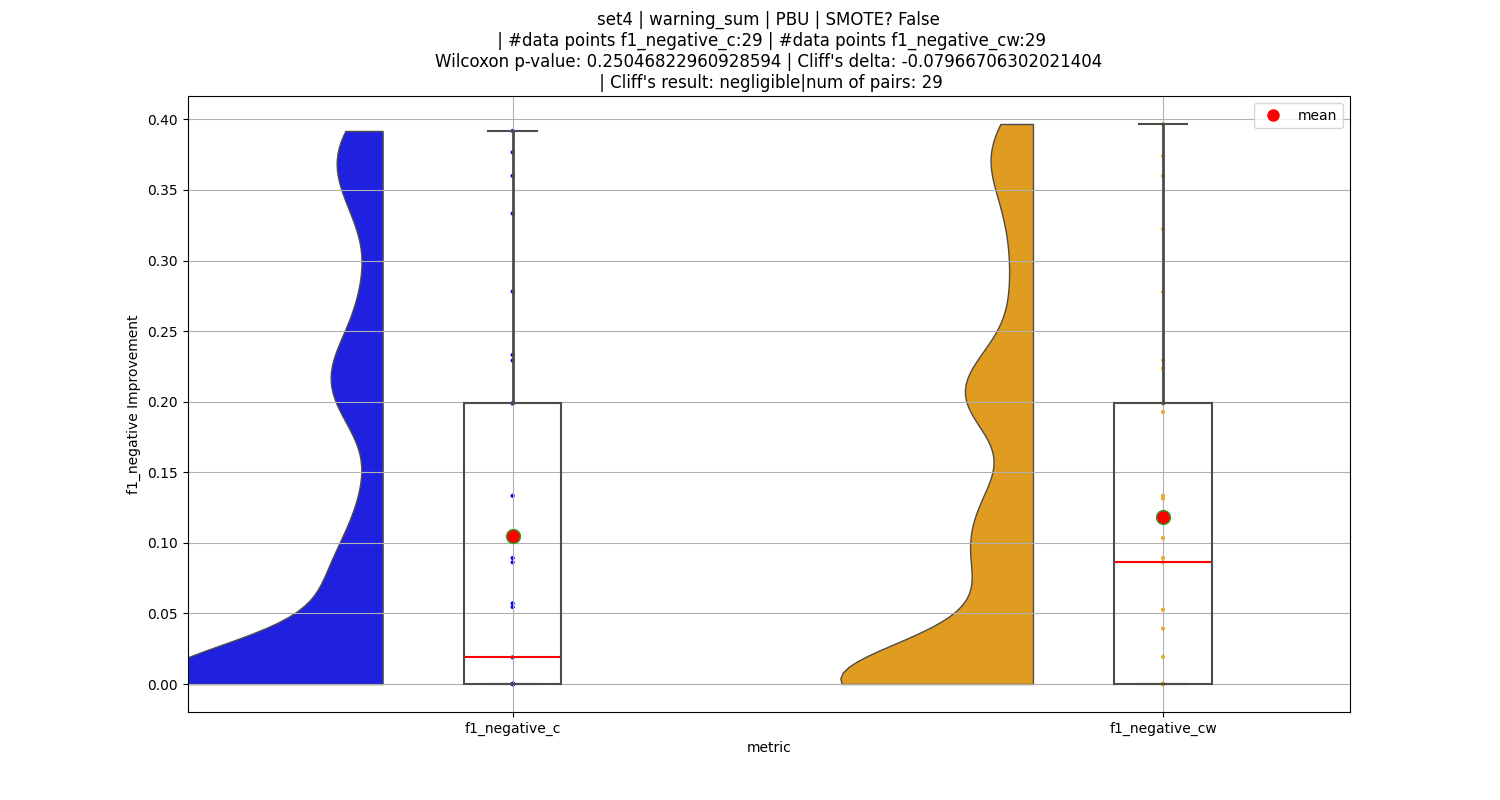 set4 | warning_sum | PBU | SMOTE? False
| #data points f1_negative_c:29 | #data points f1_negative_cw:29
Wilcoxon p-value: 0.25046822960928594 | Cliff's delta: -0.07966706302021404
| Cliff's result: negligible|num of pairs: 29
mean
f1_negative Improvement
0.40
0.35
0.30
0.25
0.20
0.15
0.10
0.05
0.00
f1_negative_c
f1_negative_cw
metric